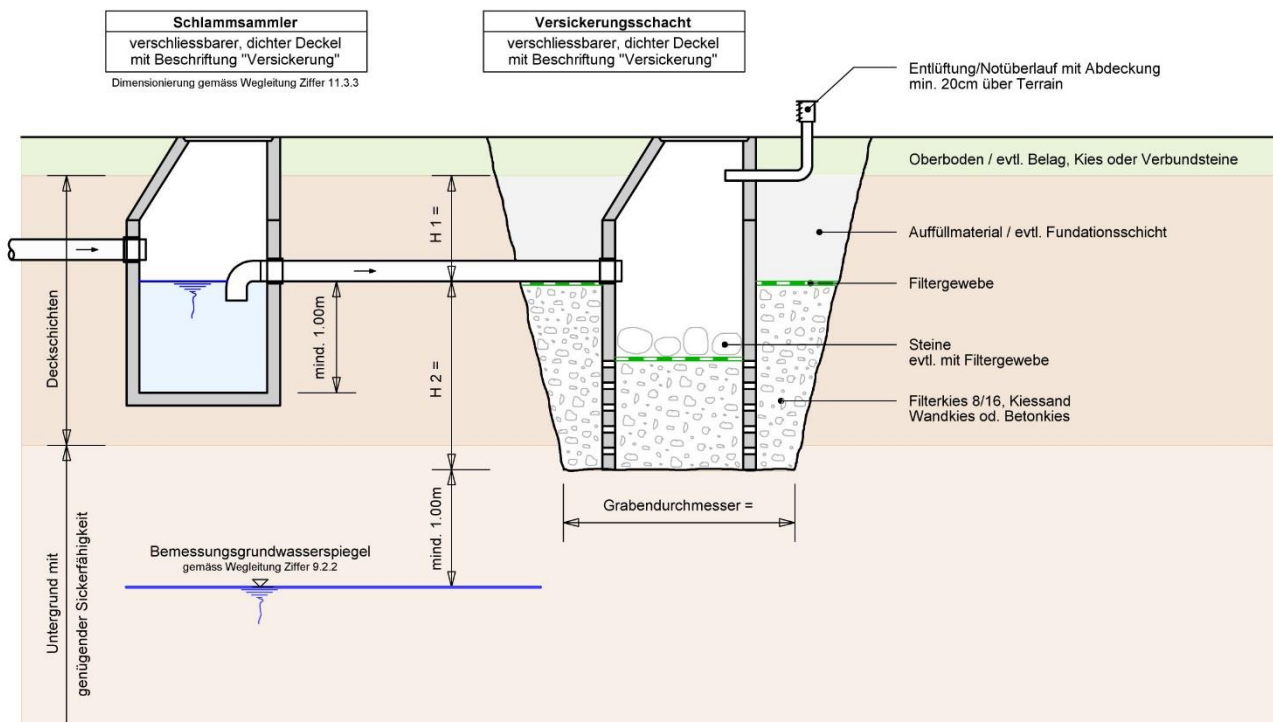 Schlammsammler
verschliessbarer, dichter Deckel
mit Beschriftung "Versickerung"
Dimensionierung gemäss Wegleitung Ziffer 11.3.3
Versickerungsschacht
verschliessbarer, dichter Deckel
mit Beschriftung "Versickerung"
Entlüftung/Notüberlauf mit Abdeckung
min. 20cm über Terrain
Oberboden / evtl. Belag, Kies oder Verbundsteine
Auffüllmaterial / evtl. Fundationsschicht
Filtergewebe
Steine
evtl. mit Filtergewebe
Filterkies 8/16, Kiessand
Wandkies od. Betonkies
Deckschichten
mind. 1.00m
H 1 =
H 2 =
mind. 1.00m
Grabendurchmesser =
Bemessungsgrundwasserspiegel
gemäss Wegleitung Ziffer 9.2.2
Untergrund mit
genügender Sickerfähigkeit